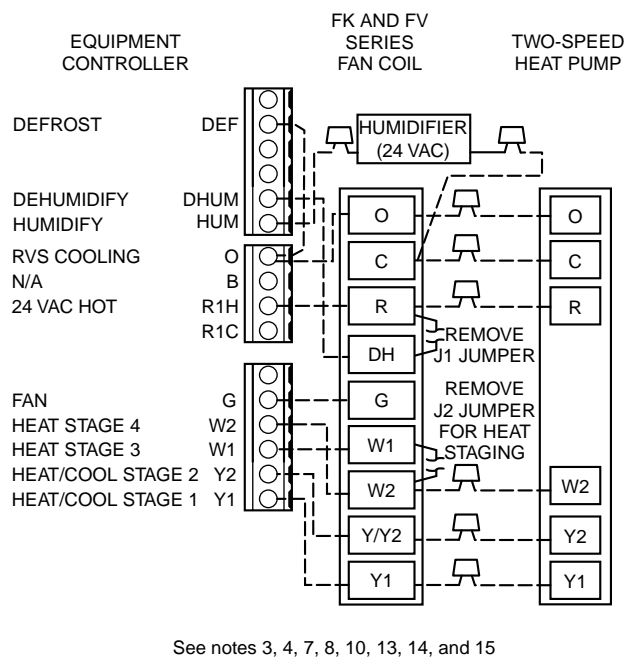 EQUIPMENT
CONTROLLER
FK AND FV
SERIES
FAN COIL
TWO-SPEED
HEAT PUMP
DEFROST DEF
HUMIDIFIER
(24 VAC)
DEHUMIDIFY DHUM
HUMIDIFY HUM
RVS COOLING O
N/A B
24 VAC HOT R1H
R1C
FAN G
HEAT STAGE 4 W2
HEAT STAGE 3 W1
HEAT/COOL STAGE 2 Y2
HEAT/COOL STAGE 1 Y1
O
C
R
DH
G
W1
W2
Y/Y2
Y1
REMOVE
J1 JUMPER
REMOVE
J2 JUMPER
FOR HEAT
STAGING
O
C
R
W2
Y2
Y1
See notes 3, 4, 7, 8, 10, 13, 14, and 15